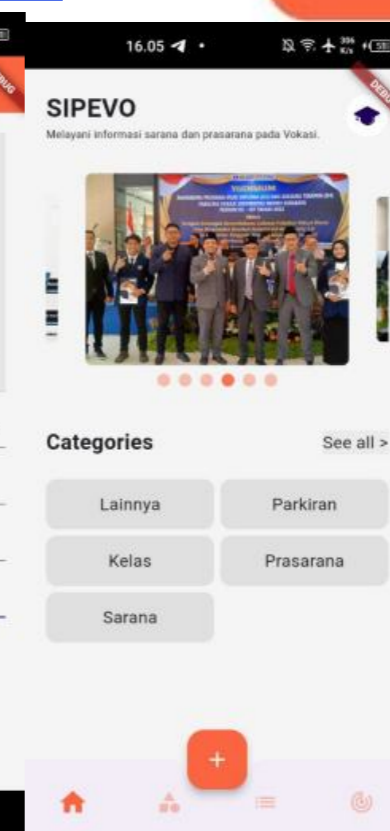 16.05
306
K/s
DEBUG
SIPEVO
Melayani informasi sarana dan prasarana pada Vokasi.
Categories
See all >
Lainnya
Parkiran
Kelas
Prasarana
Sarana
+